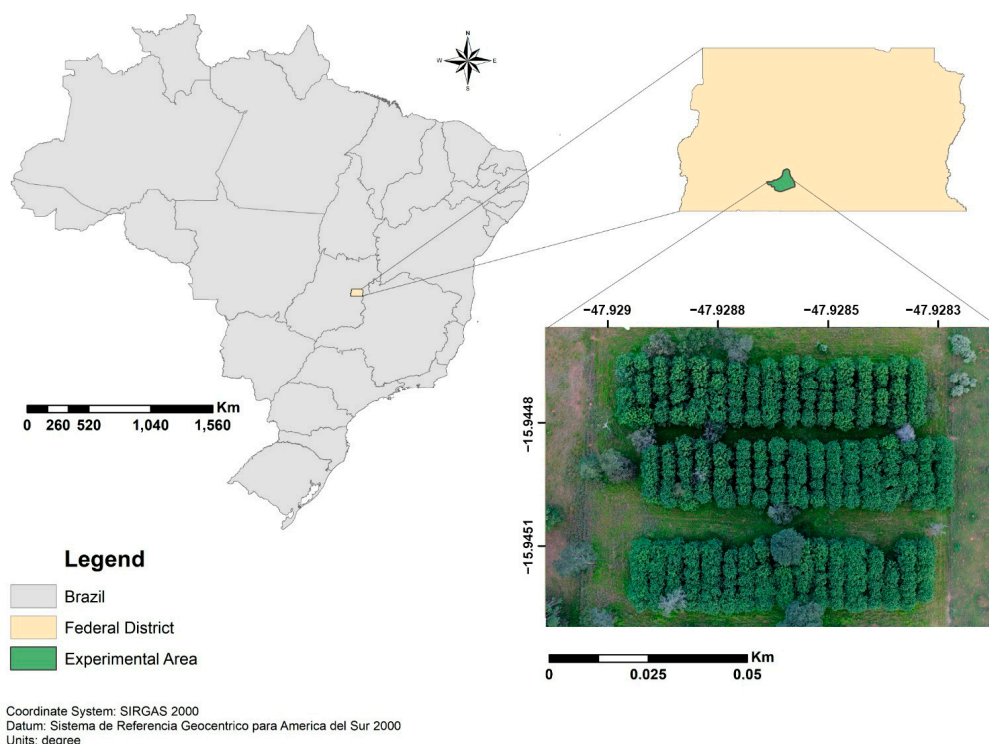 N
W E
S
−47.929 −47.9288 −47.9285 −47.9283
−15.9448
−15.9451
Km
0 260 520 1,040 1,560
Km
0 0.025 0.05
Legend
Brazil
Federal District
Experimental Area
Coordinate System: SIRGAS 2000
Datum: Sistema de Referencia Geocentrico para America del Sur 2000
Units: degree